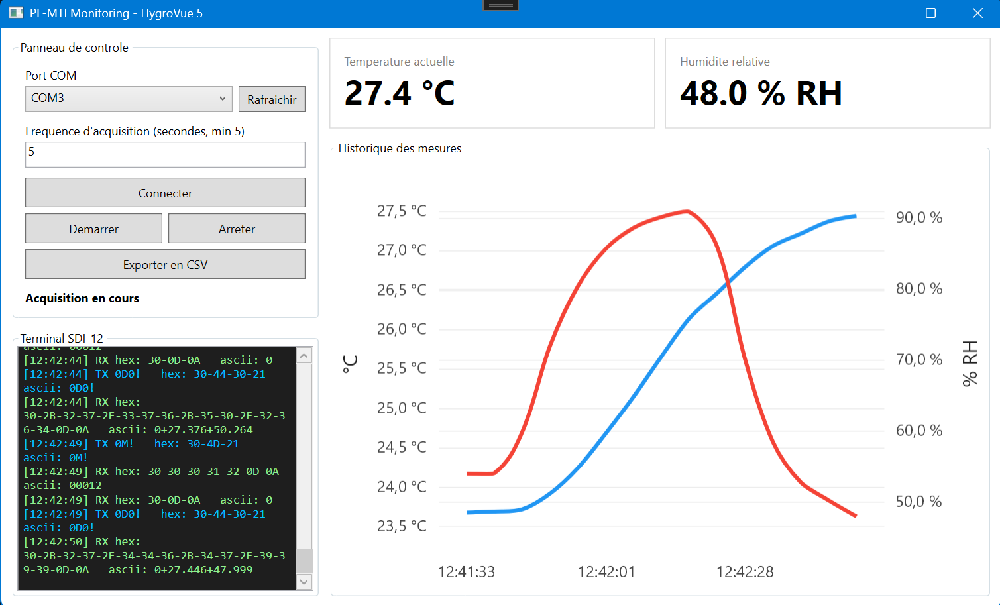 PL-MTI Monitoring - HygroVue 5
Panneau de controle
Port COM
COM3
Rafraichir
Frequence d'acquisition (secondes, min 5)
5
Connecter
Demarrer
Arreter
Exporter en CSV
Acquisition en cours
Terminal SDI-12
ascii: 00012
[12:42:44] RX hex: 30-0D-0A   ascii: 0
[12:42:44] TX 0D0!   hex: 30-44-30-21
ascii: 0D0!
[12:42:44] RX hex:
30-2B-32-37-2E-33-37-36-2B-35-30-2E-32-3
6-34-0D-0A   ascii: 0+27.376+50.264
[12:42:49] TX 0M!   hex: 30-4D-21
ascii: 0M!
[12:42:49] RX hex: 30-30-30-31-32-0D-0A
ascii: 00012
[12:42:49] RX hex: 30-0D-0A   ascii: 0
[12:42:49] TX 0D0!   hex: 30-44-30-21
ascii: 0D0!
[12:42:50] RX hex:
30-2B-32-37-2E-34-34-36-2B-34-37-2E-39-3
9-39-0D-0A   ascii: 0+27.446+47.999
Temperature actuelle
27.4 °C
Humidite relative
48.0 % RH
Historique des mesures
°C
27,5 °C
27,0 °C
26,5 °C
26,0 °C
25,5 °C
25,0 °C
24,5 °C
24,0 °C
23,5 °C
90,0 %
80,0 %
70,0 %
60,0 %
50,0 %
% RH
12:41:33
12:42:01
12:42:28